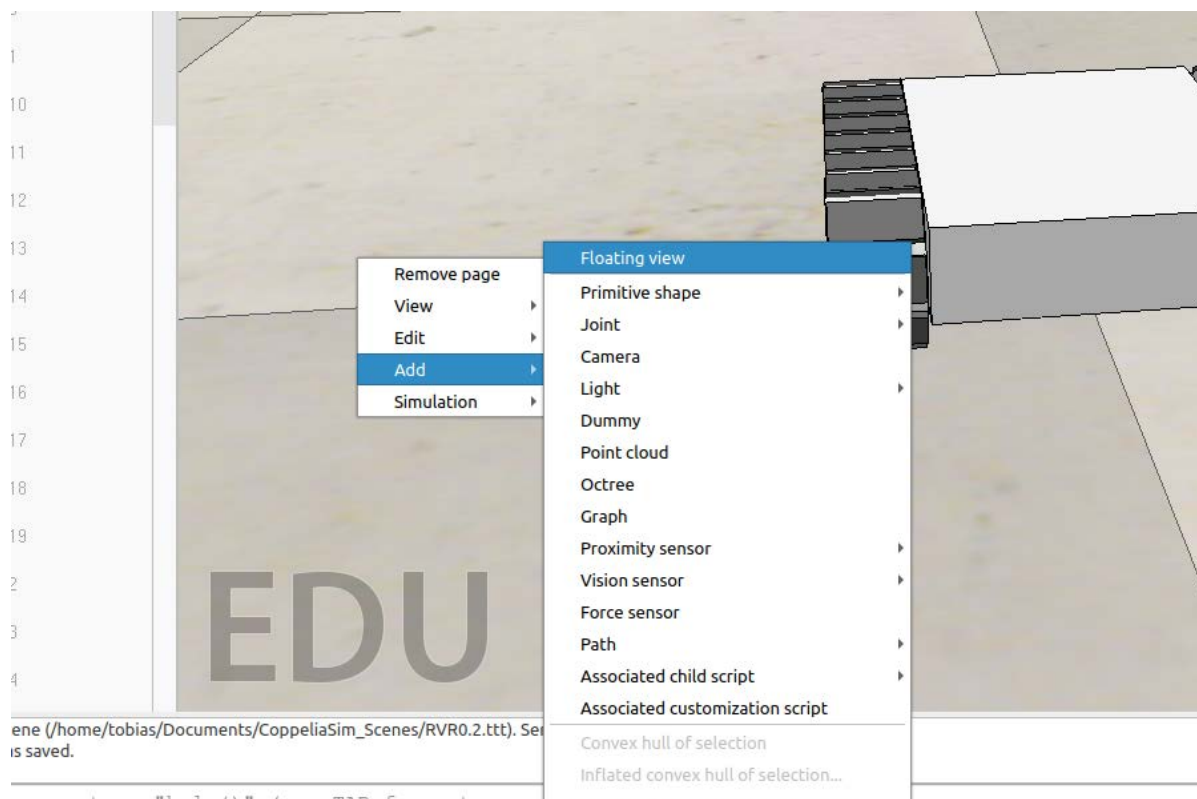 1
10
11
12
13
14
15
16
17
18
19
2
3
4
Remove page
View
Edit
Add
Simulation
Floating view
Primitive shape
Joint
Camera
Light
Dummy
Point cloud
Octree
Graph
Proximity sensor
Vision sensor
Force sensor
Path
Associated child script
Associated customization script
Convex hull of selection
Inflated convex hull of selection...
EDU
ene (/home/tobias/Documents/CoppeliaSim_Scenes/RVR0.2.ttt). Ser
is saved.